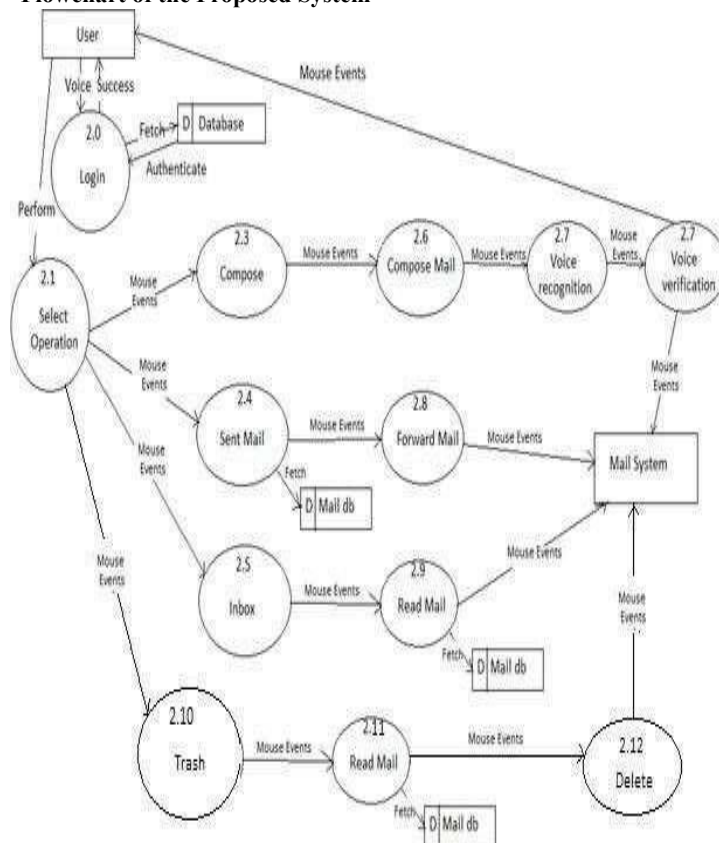 Flowchart of the Proposed System
User
Mouse Events
Voice Success
2.0
Login
Fetch
D Database
Authenticate
Perform
2.1
Select
Operation
Mouse
Events
2.3
Compose
Mouse Events
2.6
Compose Mail
Mouse Events
2.7
Voice
recognition
Mouse
Events
2.7
Voice
verification
Mouse
Events
Mouse
Events
2.4
Sent Mail
Mouse Events
2.8
Forward Mail
Mouse Events
Mail System
Fetch
D Mail db
Mouse
Events
2.5
Inbox
Mouse Events
2.9
Read Mail
Mouse Events
Fetch
D Mail db
Mouse
Events
Mouse
Events
2.10
Trash
Mouse Events
2.11
Read Mail
Mouse Events
2.12
Delete
Fetch
D Mail db